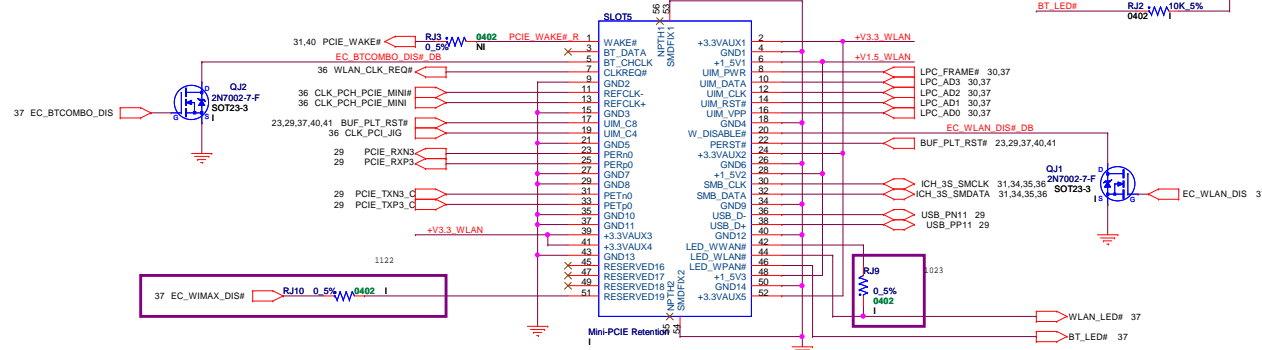 BT_LED#
RJ2 10K_5%
0402 I
56
53
SLOT5
NPTH1
SMDFIX1
31,40 PCIE_WAKE#
RJ3 0402
0_5% NI
PCIE_WAKE#_R
1 WAKE#
3 BT_DATA
5 BT_CHCLK
7 CLKREQ#
9 GND2
11 REFCLK-
13 REFCLK+
15 GND3
17 UIM_C8
19 UIM_C4
21 GND5
23 PERn0
25 PERp0
27 GND7
29 GND8
31 PETn0
33 PETp0
35 GND10
37 GND11
39 +3.3VAUX3
41 +3.3VAUX4
43 GND13
45 RESERVED16
47 RESERVED17
49 RESERVED18
51 RESERVED19
+3.3VAUX1 2
GND1 4
+1_5V1 6
UIM_PWR 8
UIM_DATA 10
UIM_CLK 12
UIM_RST# 14
UIM_VPP 16
GND4 18
W_DISABLE# 20
PERST# 22
+3.3VAUX2 24
GND6 26
+1_5V2 28
SMB_CLK 30
SMB_DATA 32
GND9 34
USB_D- 36
USB_D+ 38
GND12 40
LED_WWAN# 42
LED_WLAN# 44
LED_WPAN# 46
+1_5V3 48
GND14 50
+3.3VAUX5 52
EC_BTCOMBO_DIS#_DB
36 WLAN_CLK_REQ#
36 CLK_PCH_PCIE_MINI#
36 CLK_PCH_PCIE_MINI
23,29,37,40,41 BUF_PLT_RST#
36 CLK_PCI_JIG
29 PCIE_RXN3
29 PCIE_RXP3
29 PCIE_TXN3_C
29 PCIE_TXP3_C
+V3.3_WLAN
37 EC_BTCOMBO_DIS
QJ2
2N7002-7-F
SOT23-3
I
D
G
S
+V3.3_WLAN
+V1.5_WLAN
LPC_FRAME# 30,37
LPC_AD3 30,37
LPC_AD2 30,37
LPC_AD1 30,37
LPC_AD0 30,37
EC_WLAN_DIS#_DB
BUF_PLT_RST# 23,29,37,40,41
ICH_3S_SMCLK 31,34,35,36
ICH_3S_SMDATA 31,34,35,36
USB_PN11 29
USB_PP11 29
QJ1
2N7002-7-F
SOT23-3
I
D
G
S
EC_WLAN_DIS
1122
37 EC_WIMAX_DIS#
RJ10 0_5% 0402 I
RJ9
0_5%
0402
I
1023
WLAN_LED# 37
BT_LED# 37
NPTH2
SMDFIX2
55
54
Mini-PCIE Retention
I